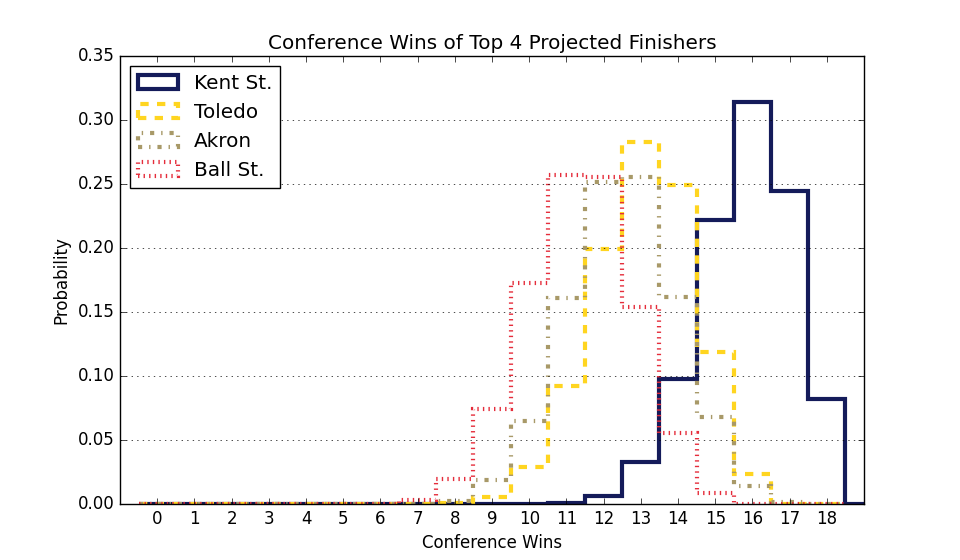 Conference Wins of Top 4 Projected Finishers
Kent St.
Toledo
Akron
Ball St.
Probability
0.35
0.30
0.25
0.20
0.15
0.10
0.05
0.00
0 1 2 3 4 5 6 7 8 9 10 11 12 13 14 15 16 17 18
Conference Wins